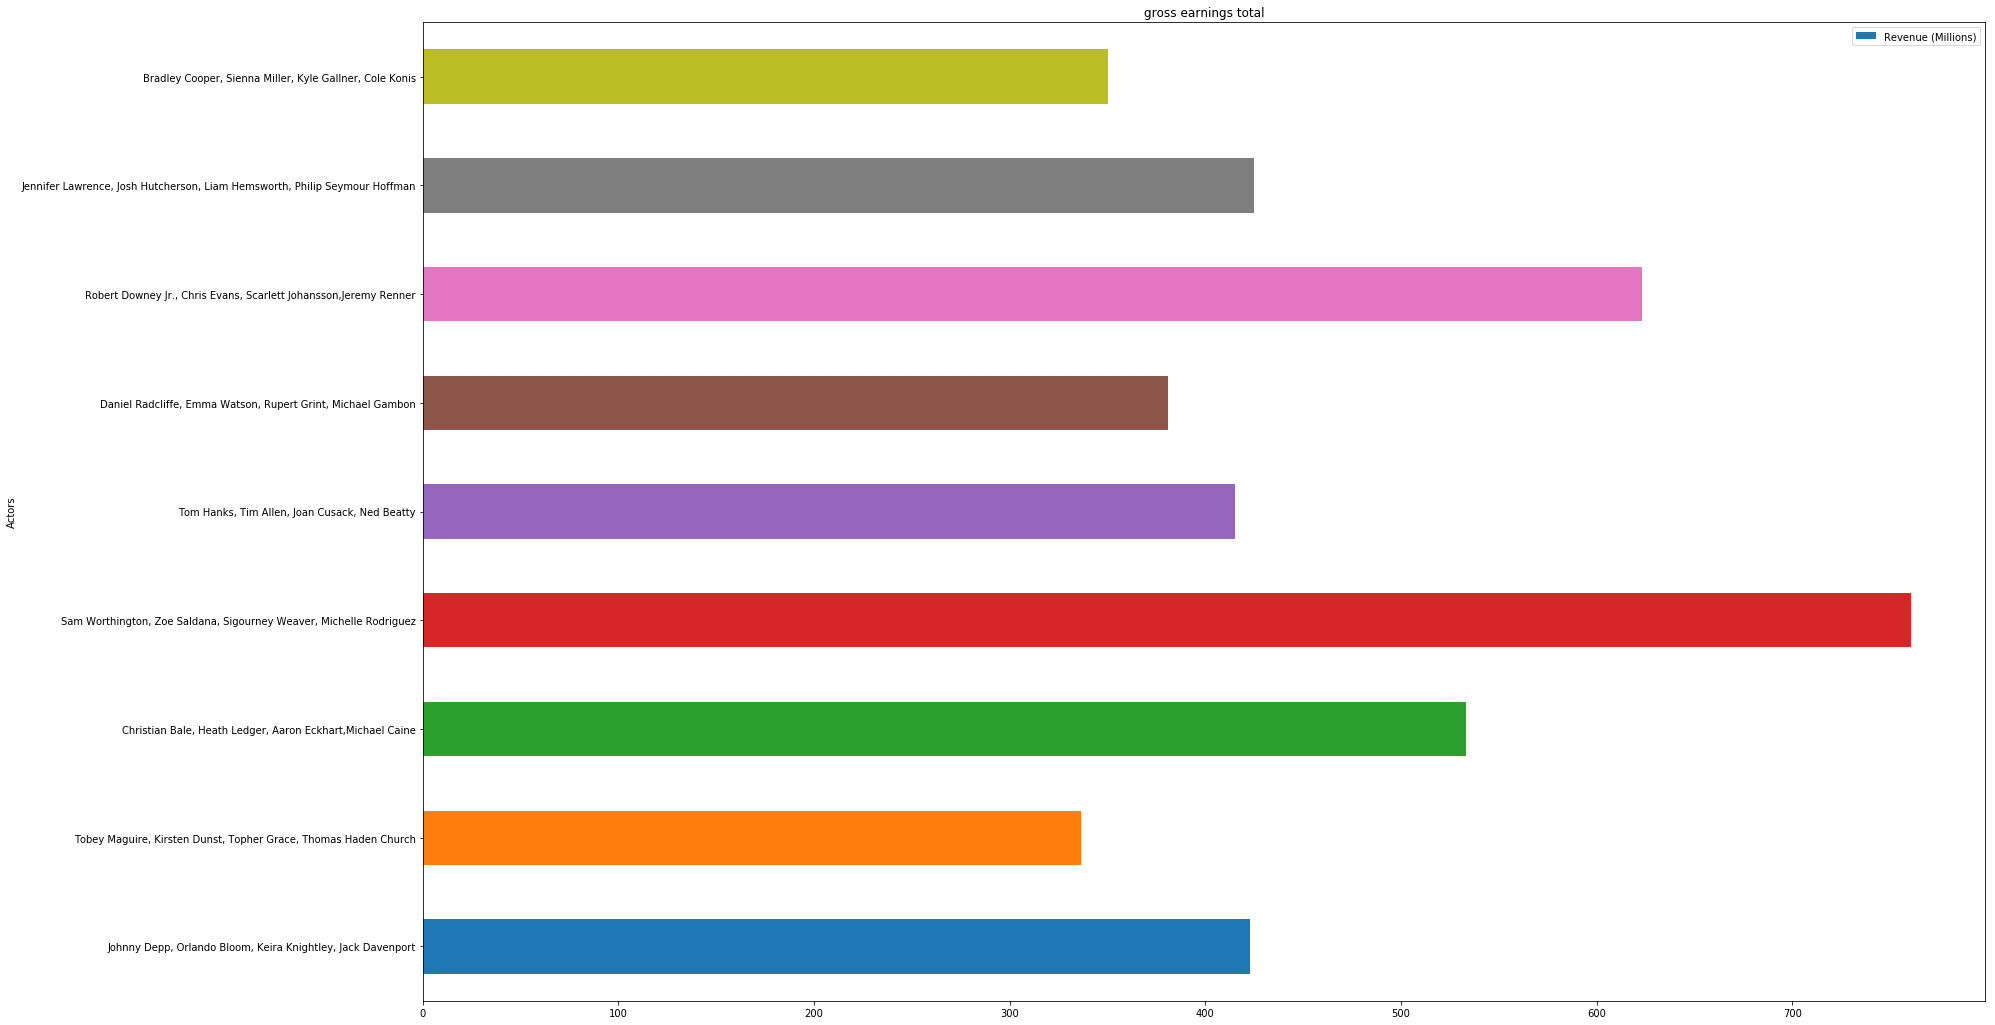 gross earnings total
Revenue (Millions)
Bradley Cooper, Sienna Miller, Kyle Gallner, Cole Konis
Jennifer Lawrence, Josh Hutcherson, Liam Hemsworth, Philip Seymour Hoffman
Robert Downey Jr., Chris Evans, Scarlett Johansson,Jeremy Renner
Daniel Radcliffe, Emma Watson, Rupert Grint, Michael Gambon
Tom Hanks, Tim Allen, Joan Cusack, Ned Beatty
Actors
Sam Worthington, Zoe Saldana, Sigourney Weaver, Michelle Rodriguez
Christian Bale, Heath Ledger, Aaron Eckhart,Michael Caine
Tobey Maguire, Kirsten Dunst, Topher Grace, Thomas Haden Church
Johnny Depp, Orlando Bloom, Keira Knightley, Jack Davenport
0 100 200 300 400 500 600 700